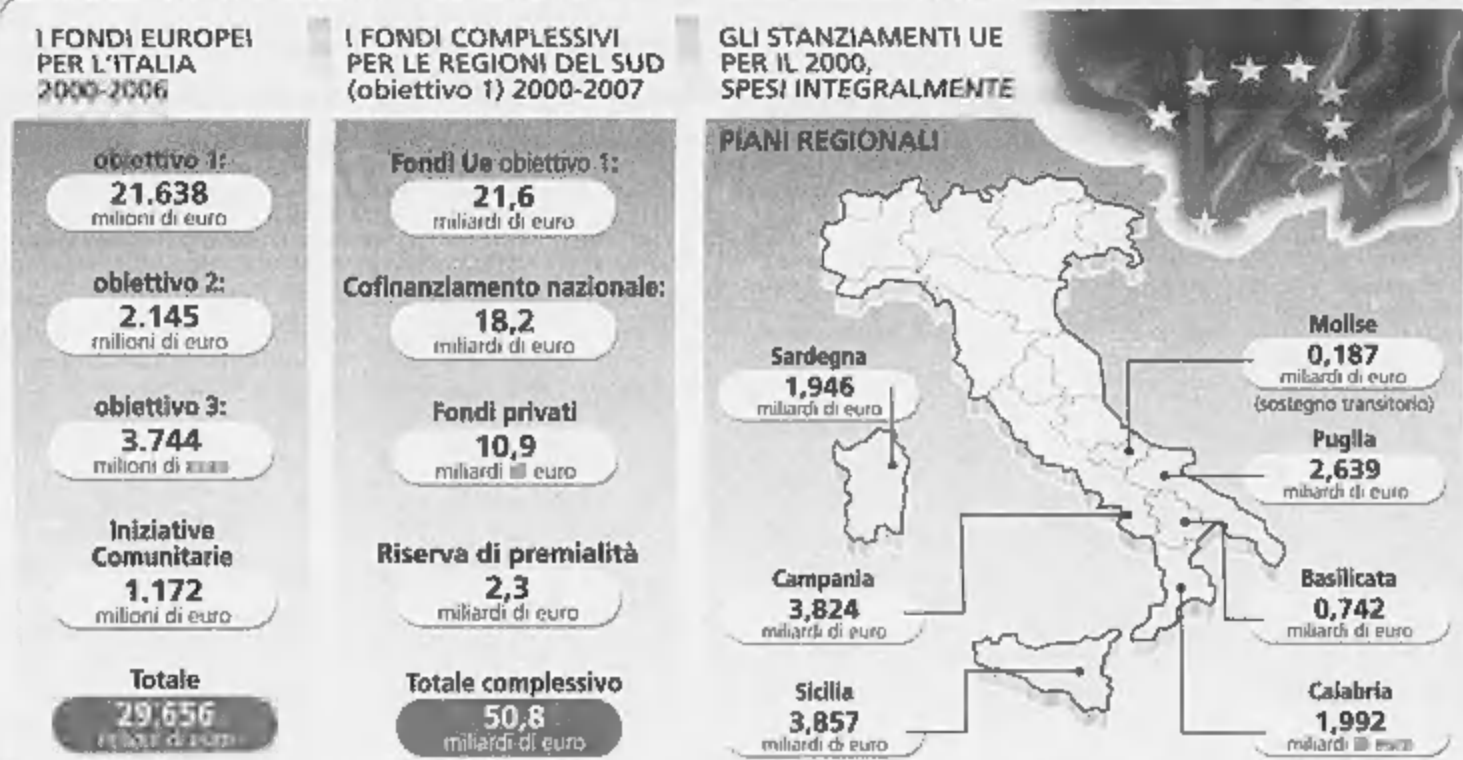 I FONDI EUROPEI
PER L'ITALIA
2000-2006
obiettivo 1:
21.638
milioni di euro
obiettivo 2:
2.145
milioni di euro
obiettivo 3:
3.744
milioni di
Iniziative
Comunitarie
1.172
milioni di euro
Totale
29.656
I FONDI COMPLESSIVI
PER LE REGIONI DEL SUD
(obiettivo 1) 2000-2007
Fondi Ue obiettivo 1:
21,6
miliardi di euro
Cofinanziamento nazionale:
18,2
miliardi di euro
Fondi privati
10,9
miliardi euro
Riserva di premialità
2,3
miliardi di euro
Totale complessivo
50,8
miliardi di euro
GLI STANZIAMENTI UE
PER IL 2000,
SPESI INTEGRALMENTE
PIANI REGIONALI
Sardegna
1,946
miliardi di euro
Molise
0,187
miliardi di euro
(sostegno transitorio)
Puglia
2,639
miliardi di euro
Campania
3,824
miliardi di euro
Basilicata
0,742
miliardi di euro
Sicilia
3,857
miliardi di euro
Calabria
1,992
miliardi